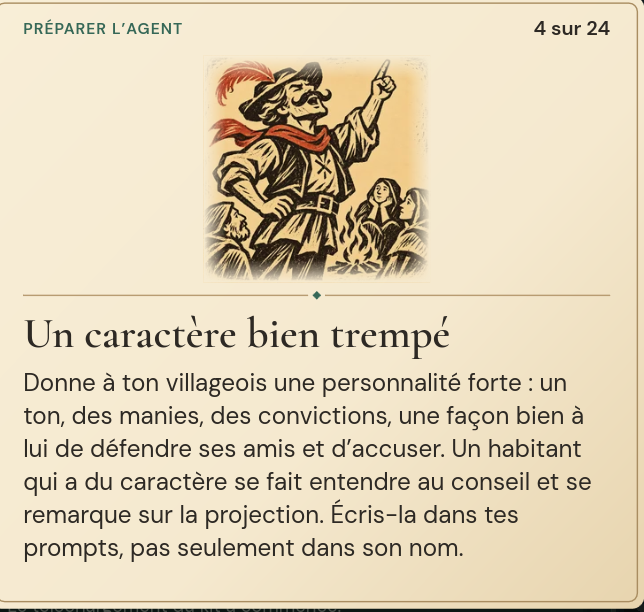 PRÉPARER L’AGENT
4 sur 24
Un caractère bien trempé
Donne à ton villageois une personnalité forte : un
ton, des manies, des convictions, une façon bien à
lui de défendre ses amis et d’accuser. Un habitant
qui a du caractère se fait entendre au conseil et se
remarque sur la projection. Écris-la dans tes
prompts, pas seulement dans son nom.